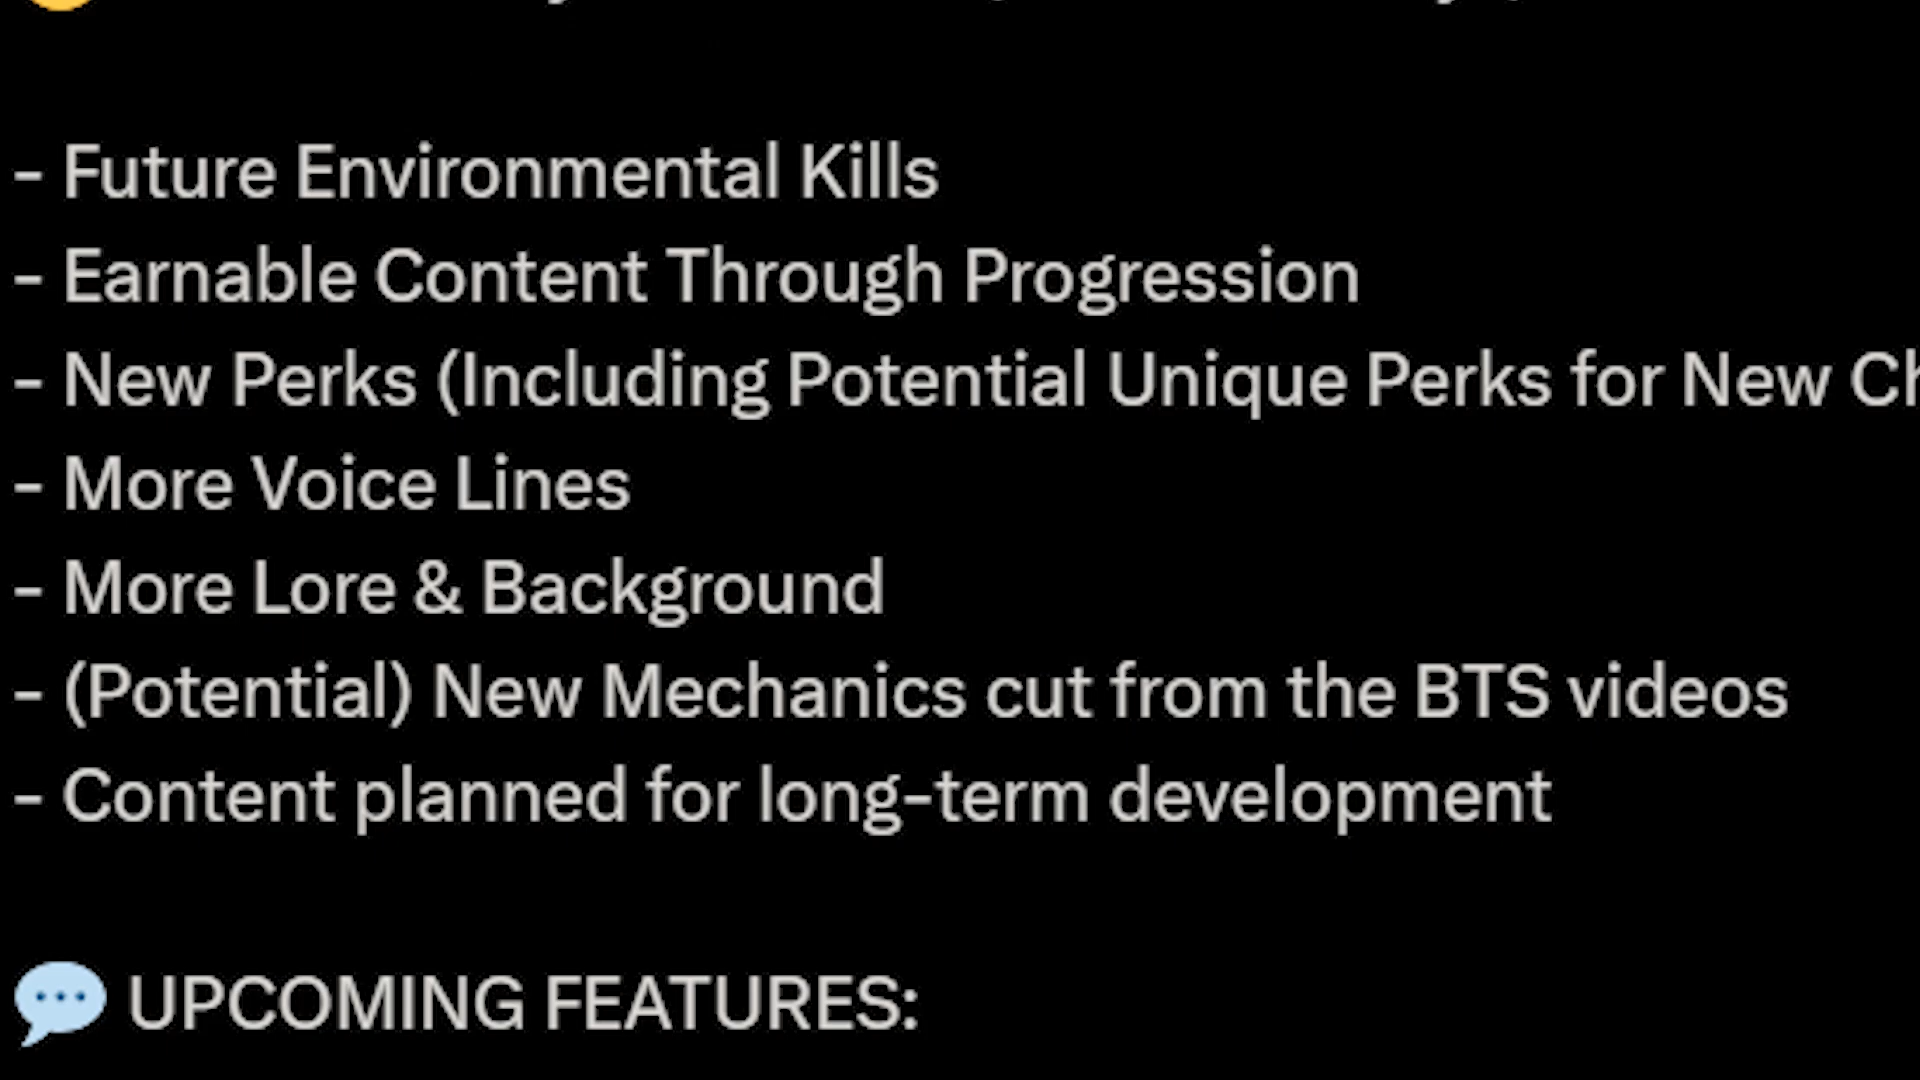 - Future Environmental Kills
- Earnable Content Through Progression
- New Perks (Including Potential Unique Perks for New
- More Voice Lines
- More Lore & Background
- (Potential) New Mechanics cut from the BTS videos
- Content planned for long-term development
💬 UPCOMING FEATURES: